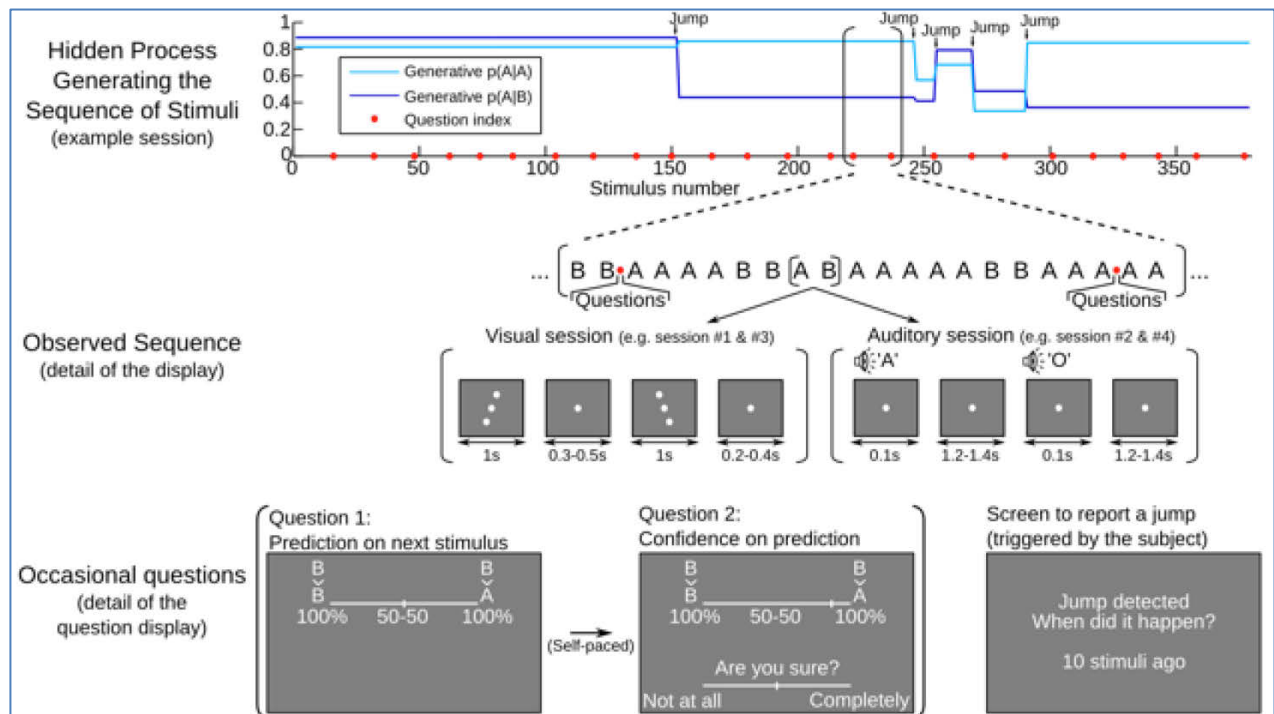 Hidden Process
Generating the
Sequence of Stimuli
(example session)
1
0.8
0.6
0.4
0.2
0
Jump
Jump
Jump
Jump
Jump
Generative p(A|A)
Generative p(A|B)
Question index
0 50 100 150 200 250 300 350
Stimulus number
... B B A A A A B B A B A A A A A B B A A A A A ...
Questions
Questions
Observed Sequence
(detail of the display)
Visual session (e.g. session #1 & #3)
1s 0.3-0.5s 1s 0.2-0.4s
Auditory session (e.g. session #2 & #4)
'A' 'O'
0.1s 1.2-1.4s 0.1s 1.2-1.4s
Occasional questions
(detail of the
question display)
Question 1:
Prediction on next stimulus
B B
B A
100% 50-50 100%
(Self-paced)
Question 2:
Confidence on prediction
B B
B A
100% 50-50 100%
Are you sure?
Not at all Completely
Screen to report a jump
(triggered by the subject)
Jump detected
When did it happen?
10 stimuli ago